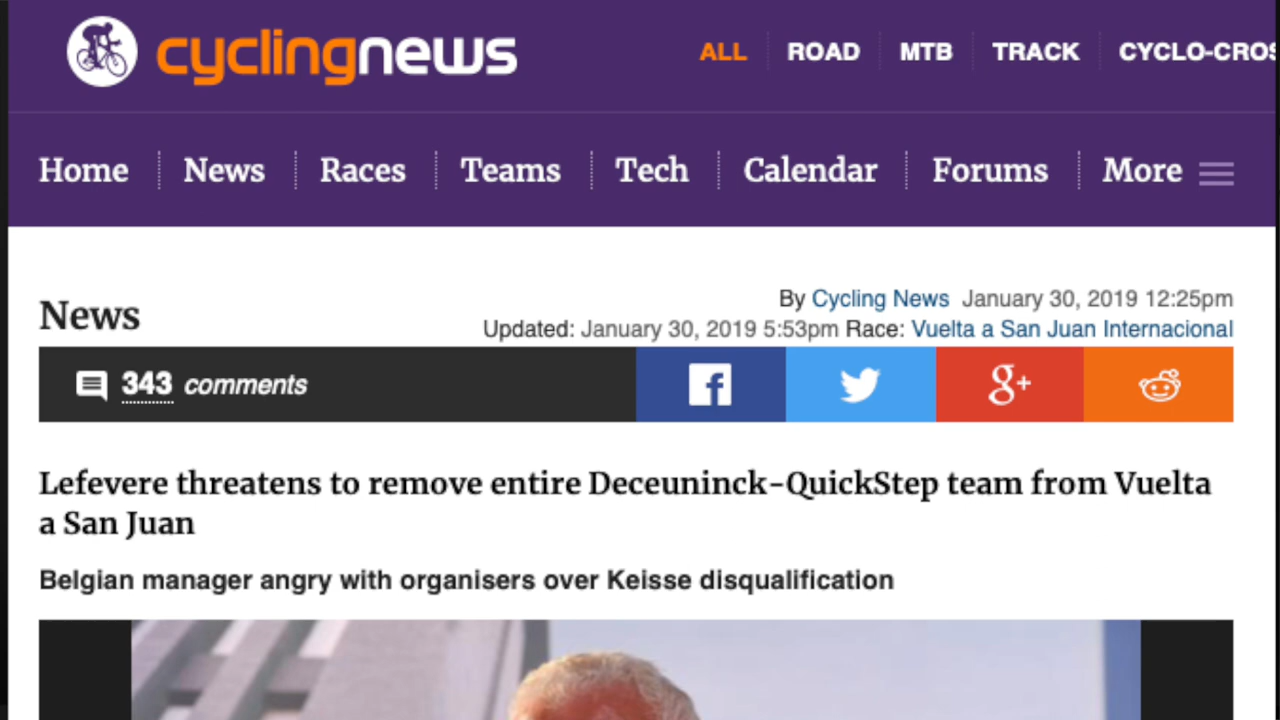 cyclingnews
ALL ROAD MTB TRACK CYCLO-CROS
Home News Races Teams Tech Calendar Forums More
News
By Cycling News January 30, 2019 12:25pm
Updated: January 30, 2019 5:53pm Race: Vuelta a San Juan Internacional
343 comments
f g+
Lefevere threatens to remove entire Deceuninck-QuickStep team from Vuelta
a San Juan
Belgian manager angry with organisers over Keisse disqualification